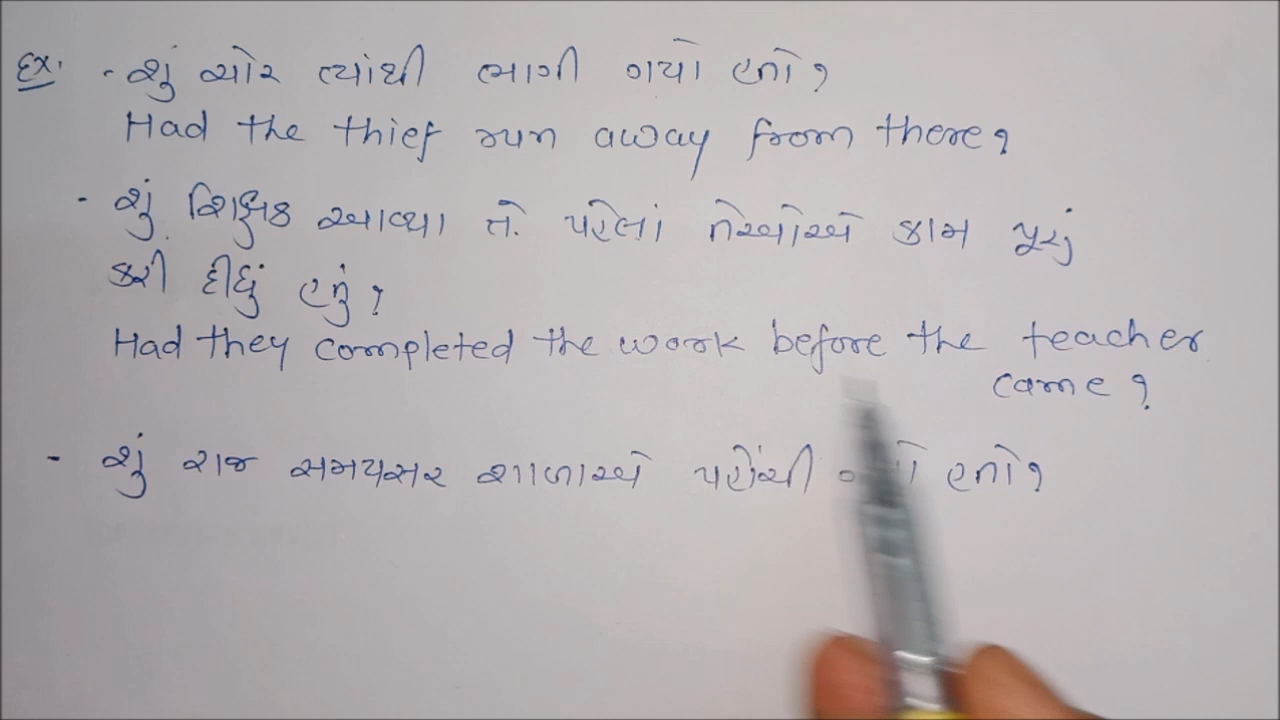 Ex. - શું ચોર ત્યાંથી ભાગી ગયો હતો?
Had the thief run away from there?
- શું શિક્ષક આવ્યા તે પહેલાં તેઓએ કામ પૂરું
કરી દીધું હતું?
Had they completed the work before the teacher
came?
- શું રાજ સમયસર શાળાએ પહોંચી હતો?